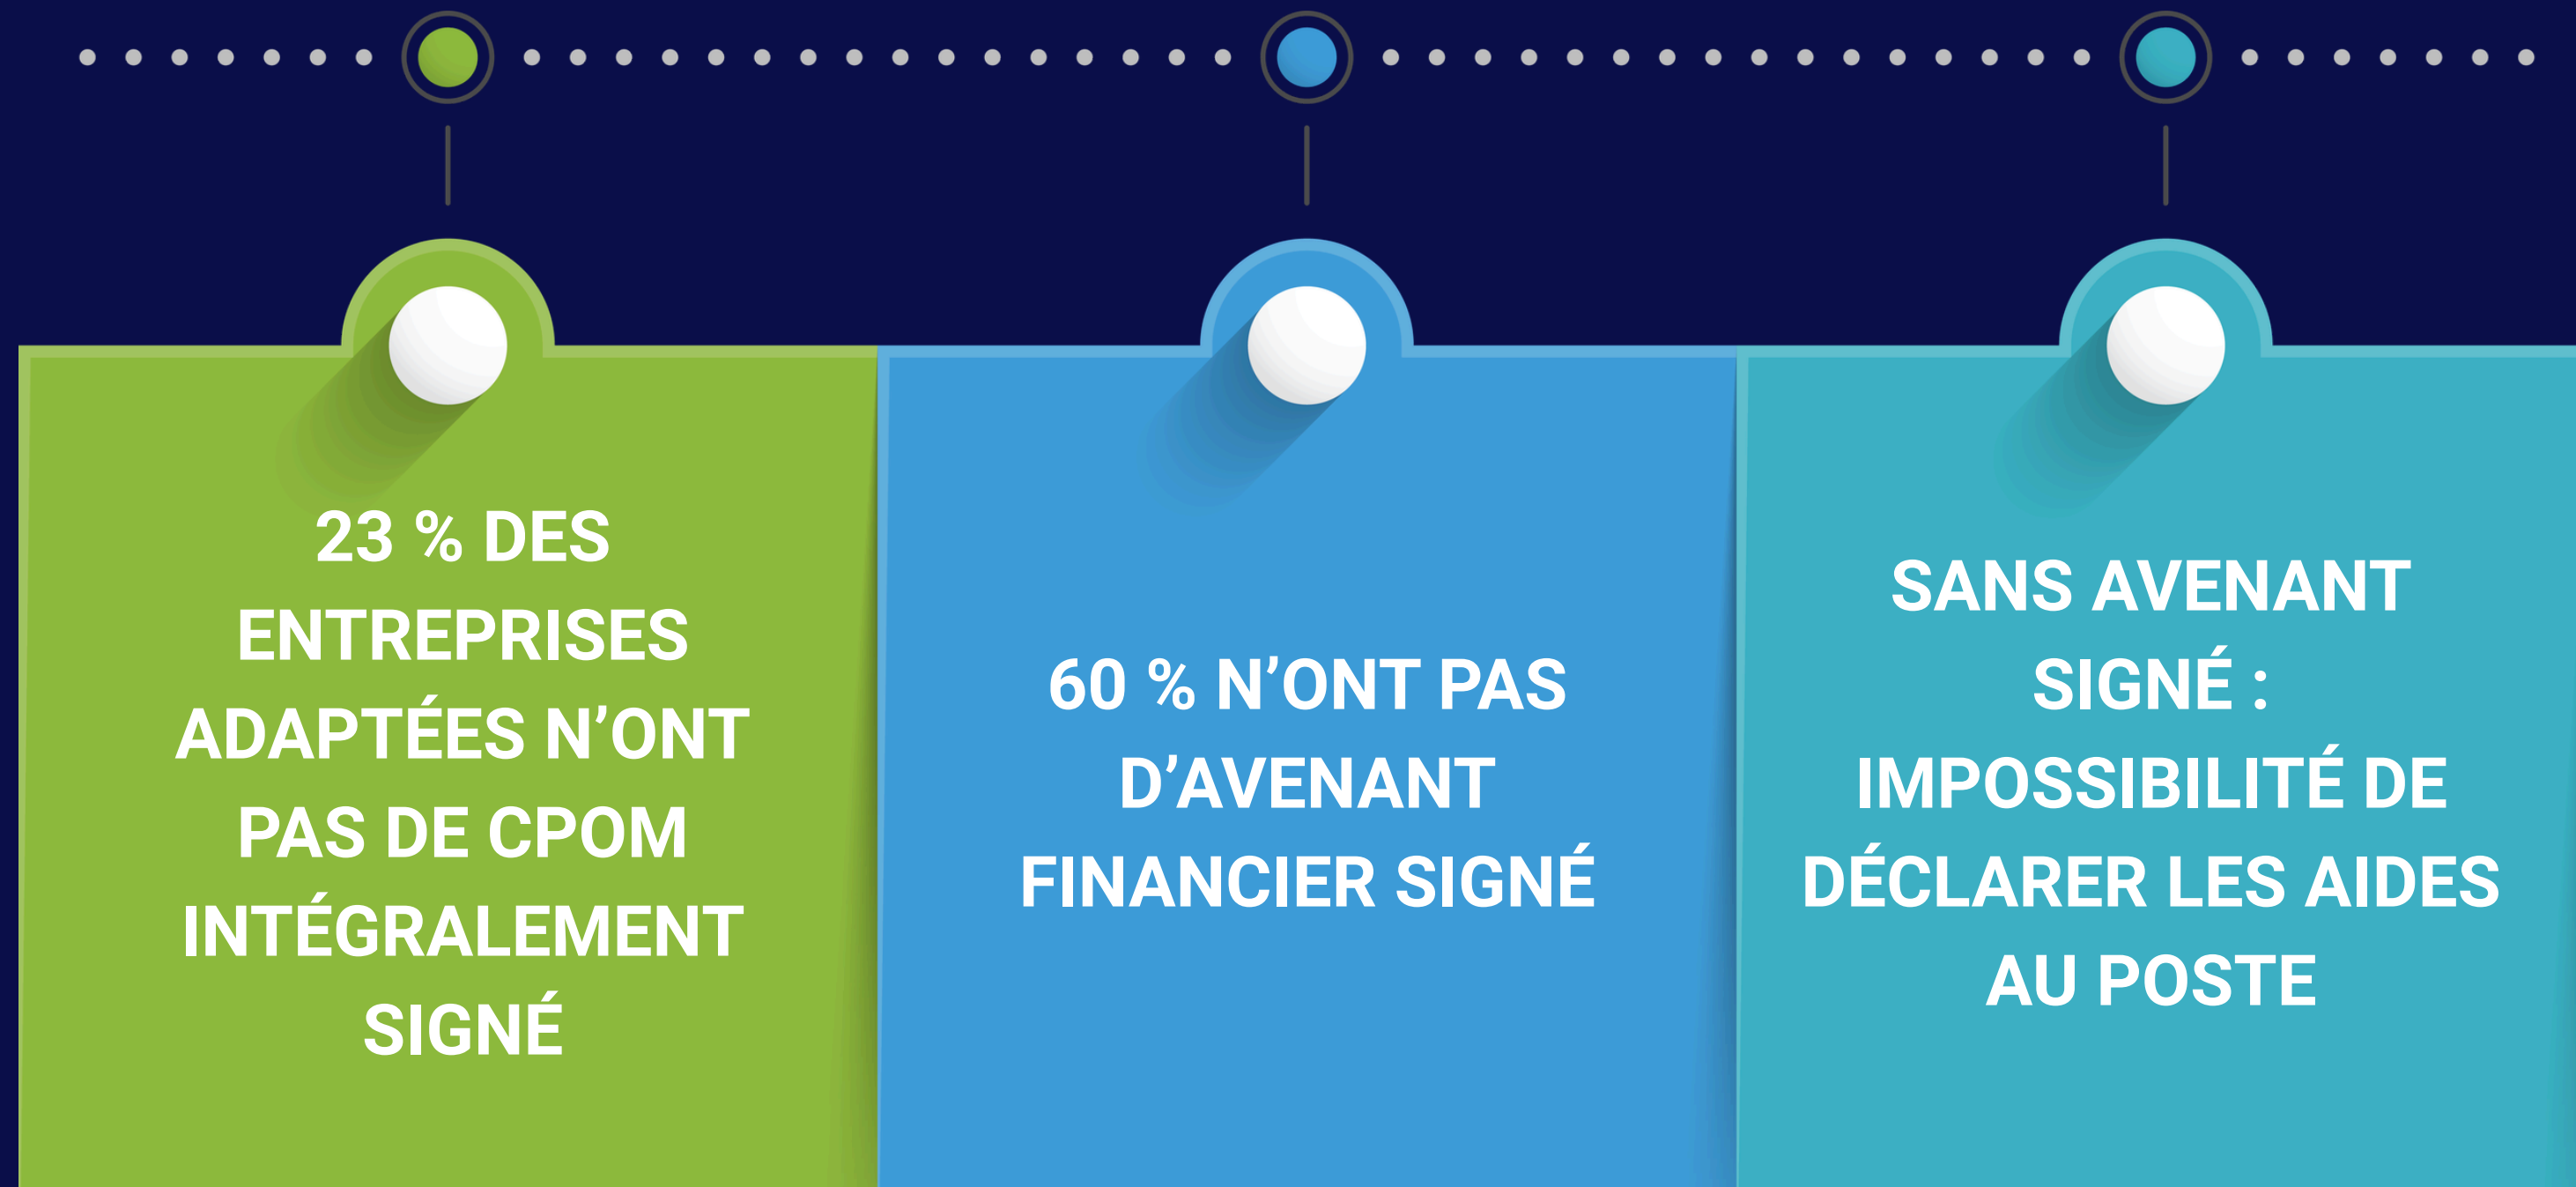 23 % DES
ENTREPRISES
ADAPTÉES N’ONT
PAS DE CPOM
INTÉGRALEMENT
SIGNÉ
60 % N’ONT PAS
D’AVENANT
FINANCIER SIGNÉ
SANS AVENANT
SIGNÉ :
IMPOSSIBILITÉ DE
DÉCLARER LES AIDES
AU POSTE